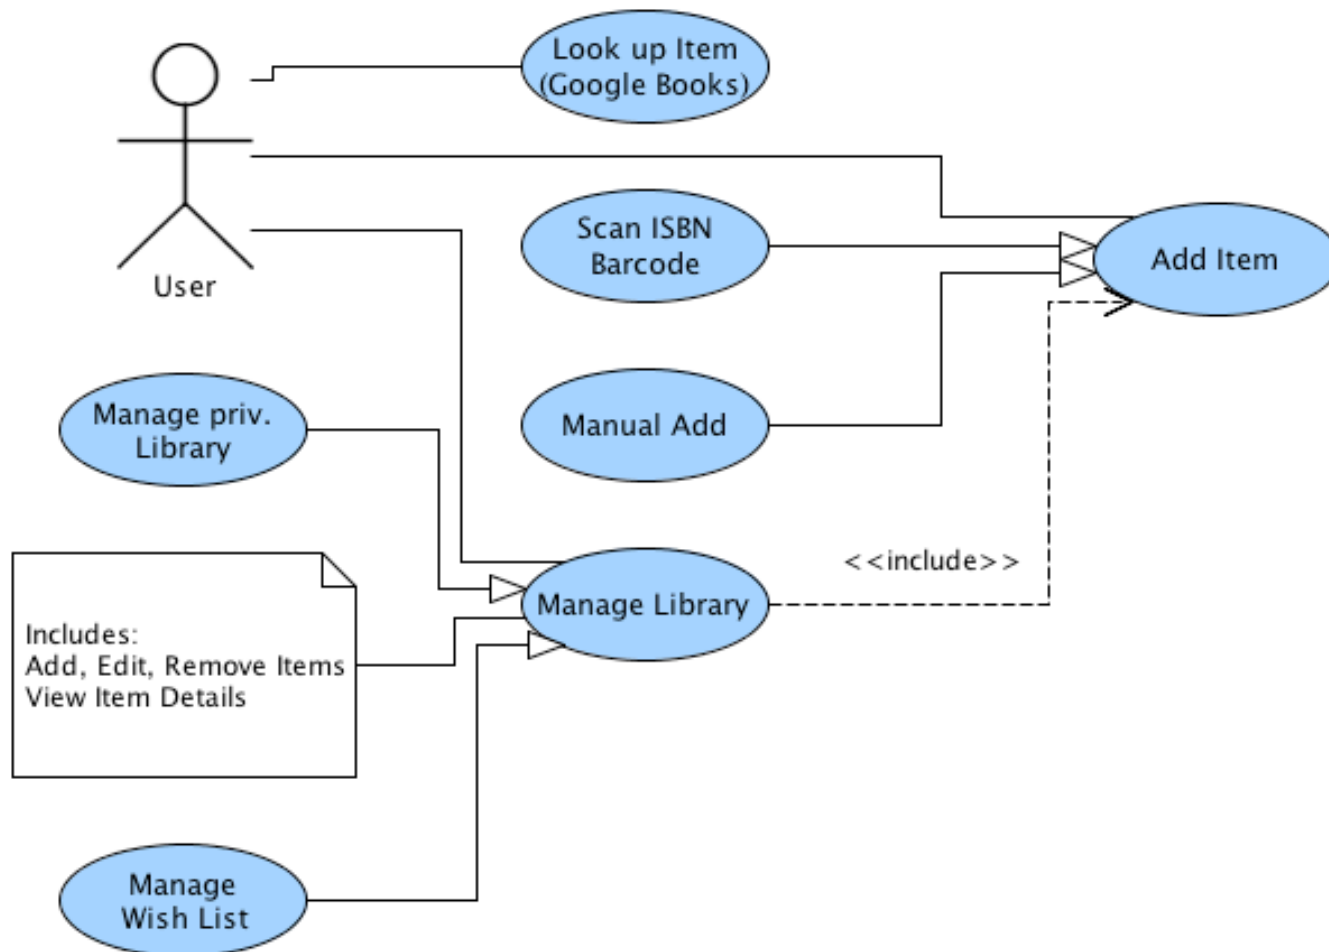 Look up Item
(Google Books)
Scan ISBN
Barcode
Add Item
User
Manage priv.
Library
Manual Add
<<include>>
Manage Library
Includes:
Add, Edit, Remove Items
View Item Details
Manage
Wish List